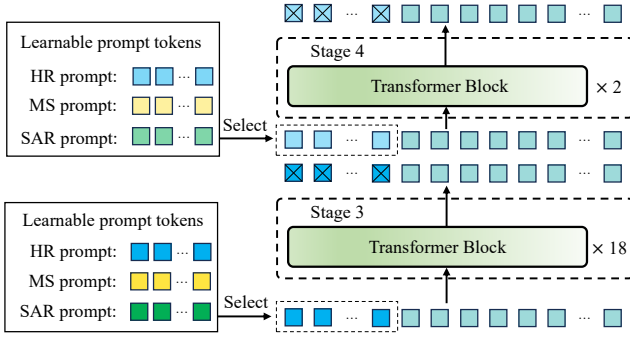 Learnable prompt tokens
HR prompt: ...
MS prompt: ...
SAR prompt: ...
Select
... ...
Stage 4
Transformer Block × 2
... ...
... ...
Learnable prompt tokens
HR prompt: ...
MS prompt: ...
SAR prompt: ...
Select
Stage 3
Transformer Block × 18
... ...